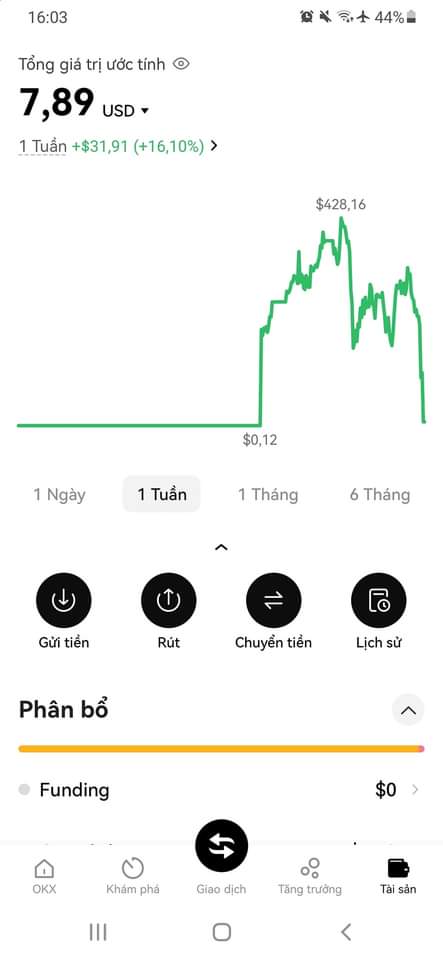 16:03
44%
Tổng giá trị ước tính
7,89 USD
1 Tuần +$31,91 (+16,10%)
$428,16
$0,12
1 Ngày 1 Tuần 1 Tháng 6 Tháng
Gửi tiền Rút Chuyển tiền Lịch sử
Phân bổ
Funding $0
OKX Khám phá Giao dịch Tăng trưởng Tài sản